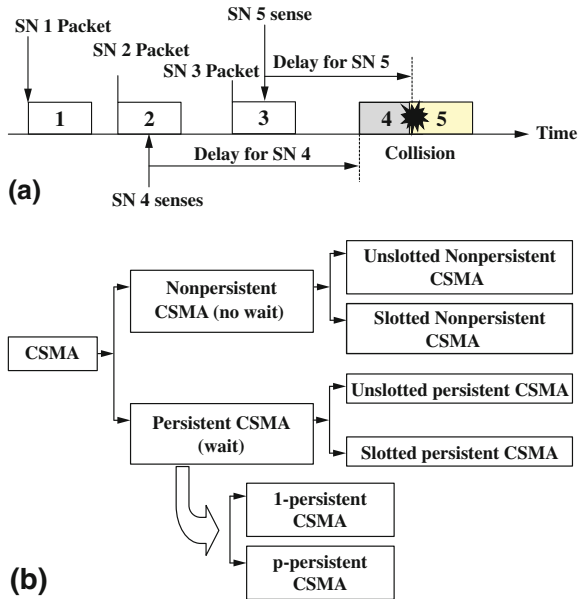 SN 1 Packet
SN 2 Packet
SN 3 Packet
SN 5 sense
Delay for SN 5
1
2
3
4
5
Time
Delay for SN 4
Collision
SN 4 senses
(a)
CSMA
Nonpersistent
CSMA (no wait)
Unslotted Nonpersistent
CSMA
Slotted Nonpersistent
CSMA
Persistent CSMA
(wait)
Unslotted persistent CSMA
Slotted persistent CSMA
1-persistent
CSMA
p-persistent
CSMA
(b)